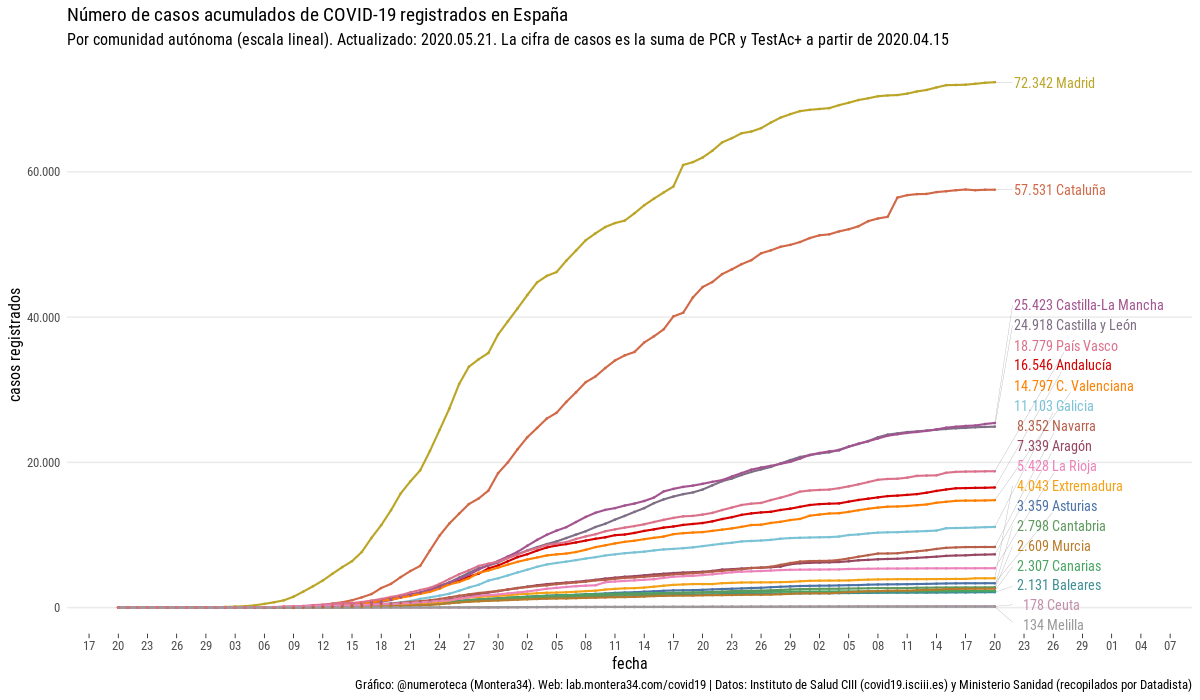 Número de casos acumulados de COVID-19 registrados en España
Por comunidad autónoma (escala lineal). Actualizado: 2020.05.21. La cifra de casos es la suma de PCR y TestAc+ a partir de 2020.04.15
casos registrados
60.000
40.000
20.000
0
72.342 Madrid
57.531 Cataluña
25.423 Castilla-La Mancha
24.918 Castilla y León
18.779 País Vasco
16.546 Andalucía
14.797 C. Valenciana
11.103 Galicia
8.352 Navarra
7.339 Aragón
5.428 La Rioja
4.043 Extremadura
3.359 Asturias
2.798 Cantabria
2.609 Murcia
2.307 Canarias
2.131 Baleares
178 Ceuta
134 Melilla
17 20 23 26 29 03 06 09 12 15 18 21 24 27 30 02 05 08 11 14 17 20 23 26 29 02 05 08 11 14 17 20 23 26 29 01 04 07
fecha
Gráfico: @numeroteca (Montera34). Web: lab.montera34.com/covid19 | Datos: Instituto de Salud CIII (covid19.isciii.es) y Ministerio Sanidad (recopilados por Datadista)